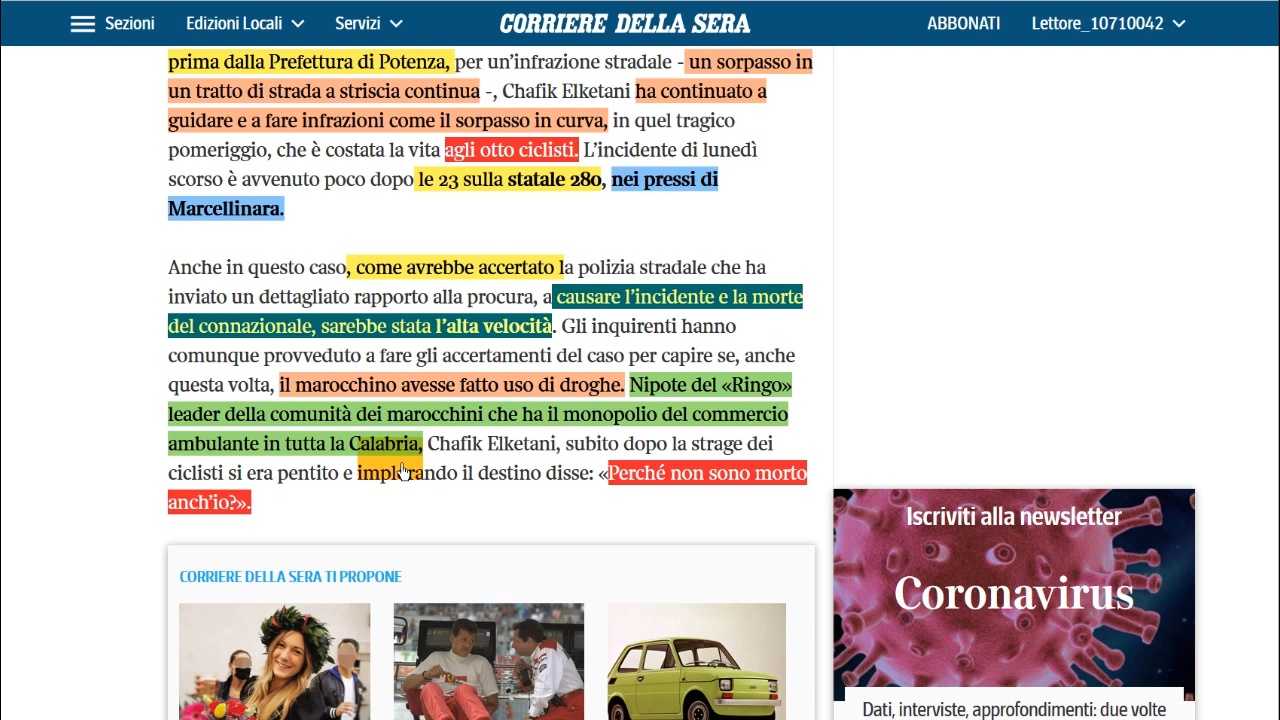 Sezioni Edizioni Locali Servizi CORRIERE DELLA SERA ABBONATI Lettore_10710042
prima dalla Prefettura di Potenza, per un'infrazione stradale - un sorpasso in
un tratto di strada a striscia continua -, Chafik Elketani ha continuato a
guidare e a fare infrazioni come il sorpasso in curva, in quel tragico
pomeriggio, che è costata la vita agli otto ciclisti. L'incidente di lunedì
scorso è avvenuto poco dopo le 23 sulla statale 280, nei pressi di
Marcellinara.
Anche in questo caso, come avrebbe accertato la polizia stradale che ha
inviato un dettagliato rapporto alla procura, a causare l'incidente e la morte
del connazionale, sarebbe stata l'alta velocità. Gli inquirenti hanno
comunque provveduto a fare gli accertamenti del caso per capire se, anche
questa volta, il marocchino avesse fatto uso di droghe. Nipote del «Ringo»
leader della comunità dei marocchini che ha il monopolio del commercio
ambulante in tutta la Calabria, Chafik Elketani, subito dopo la strage dei
ciclisti si era pentito e implorando il destino disse: «Perché non sono morto
anch'io?».
CORRIERE DELLA SERA TI PROPONE
Iscriviti alla newsletter
Coronavirus
Dati, interviste, approfondimenti: due volte